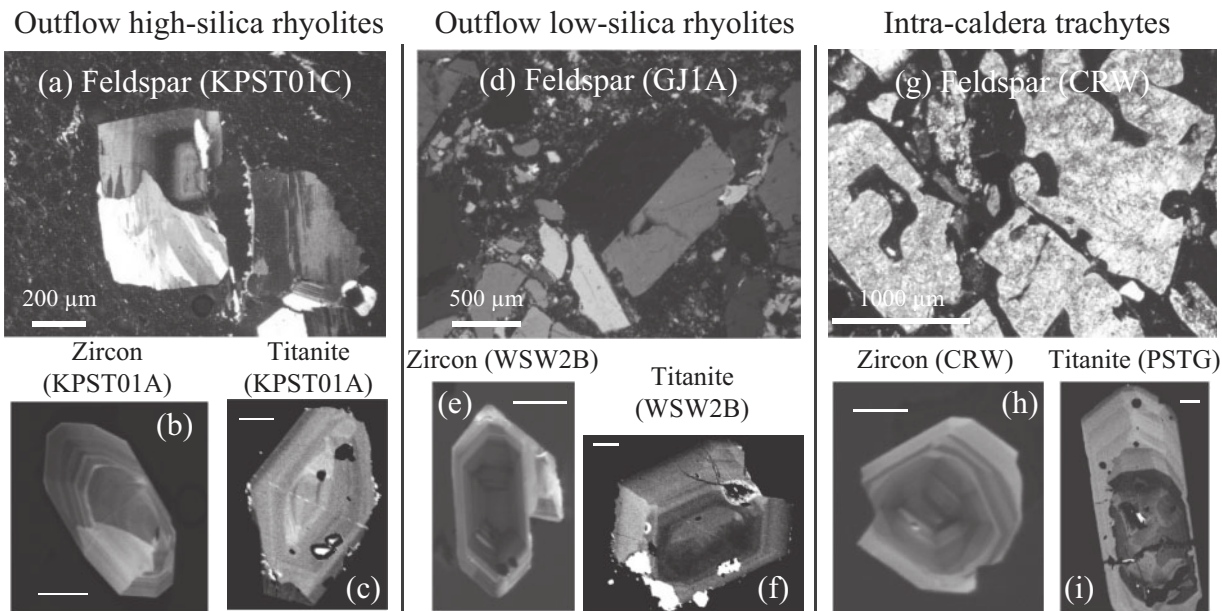 Outflow high-silica rhyolites
Outflow low-silica rhyolites
Intra-caldera trachytes
(a) Feldspar (KPST01C)
200 µm
(d) Feldspar (GJ1A)
500 µm
(g) Feldspar (CRW)
1000 µm
Zircon
(KPST01A)
(b)
Titanite
(KPST01A)
(c)
Zircon (WSW2B)
(e)
Titanite
(WSW2B)
(f)
Zircon (CRW)
(h)
Titanite (PSTG)
(i)